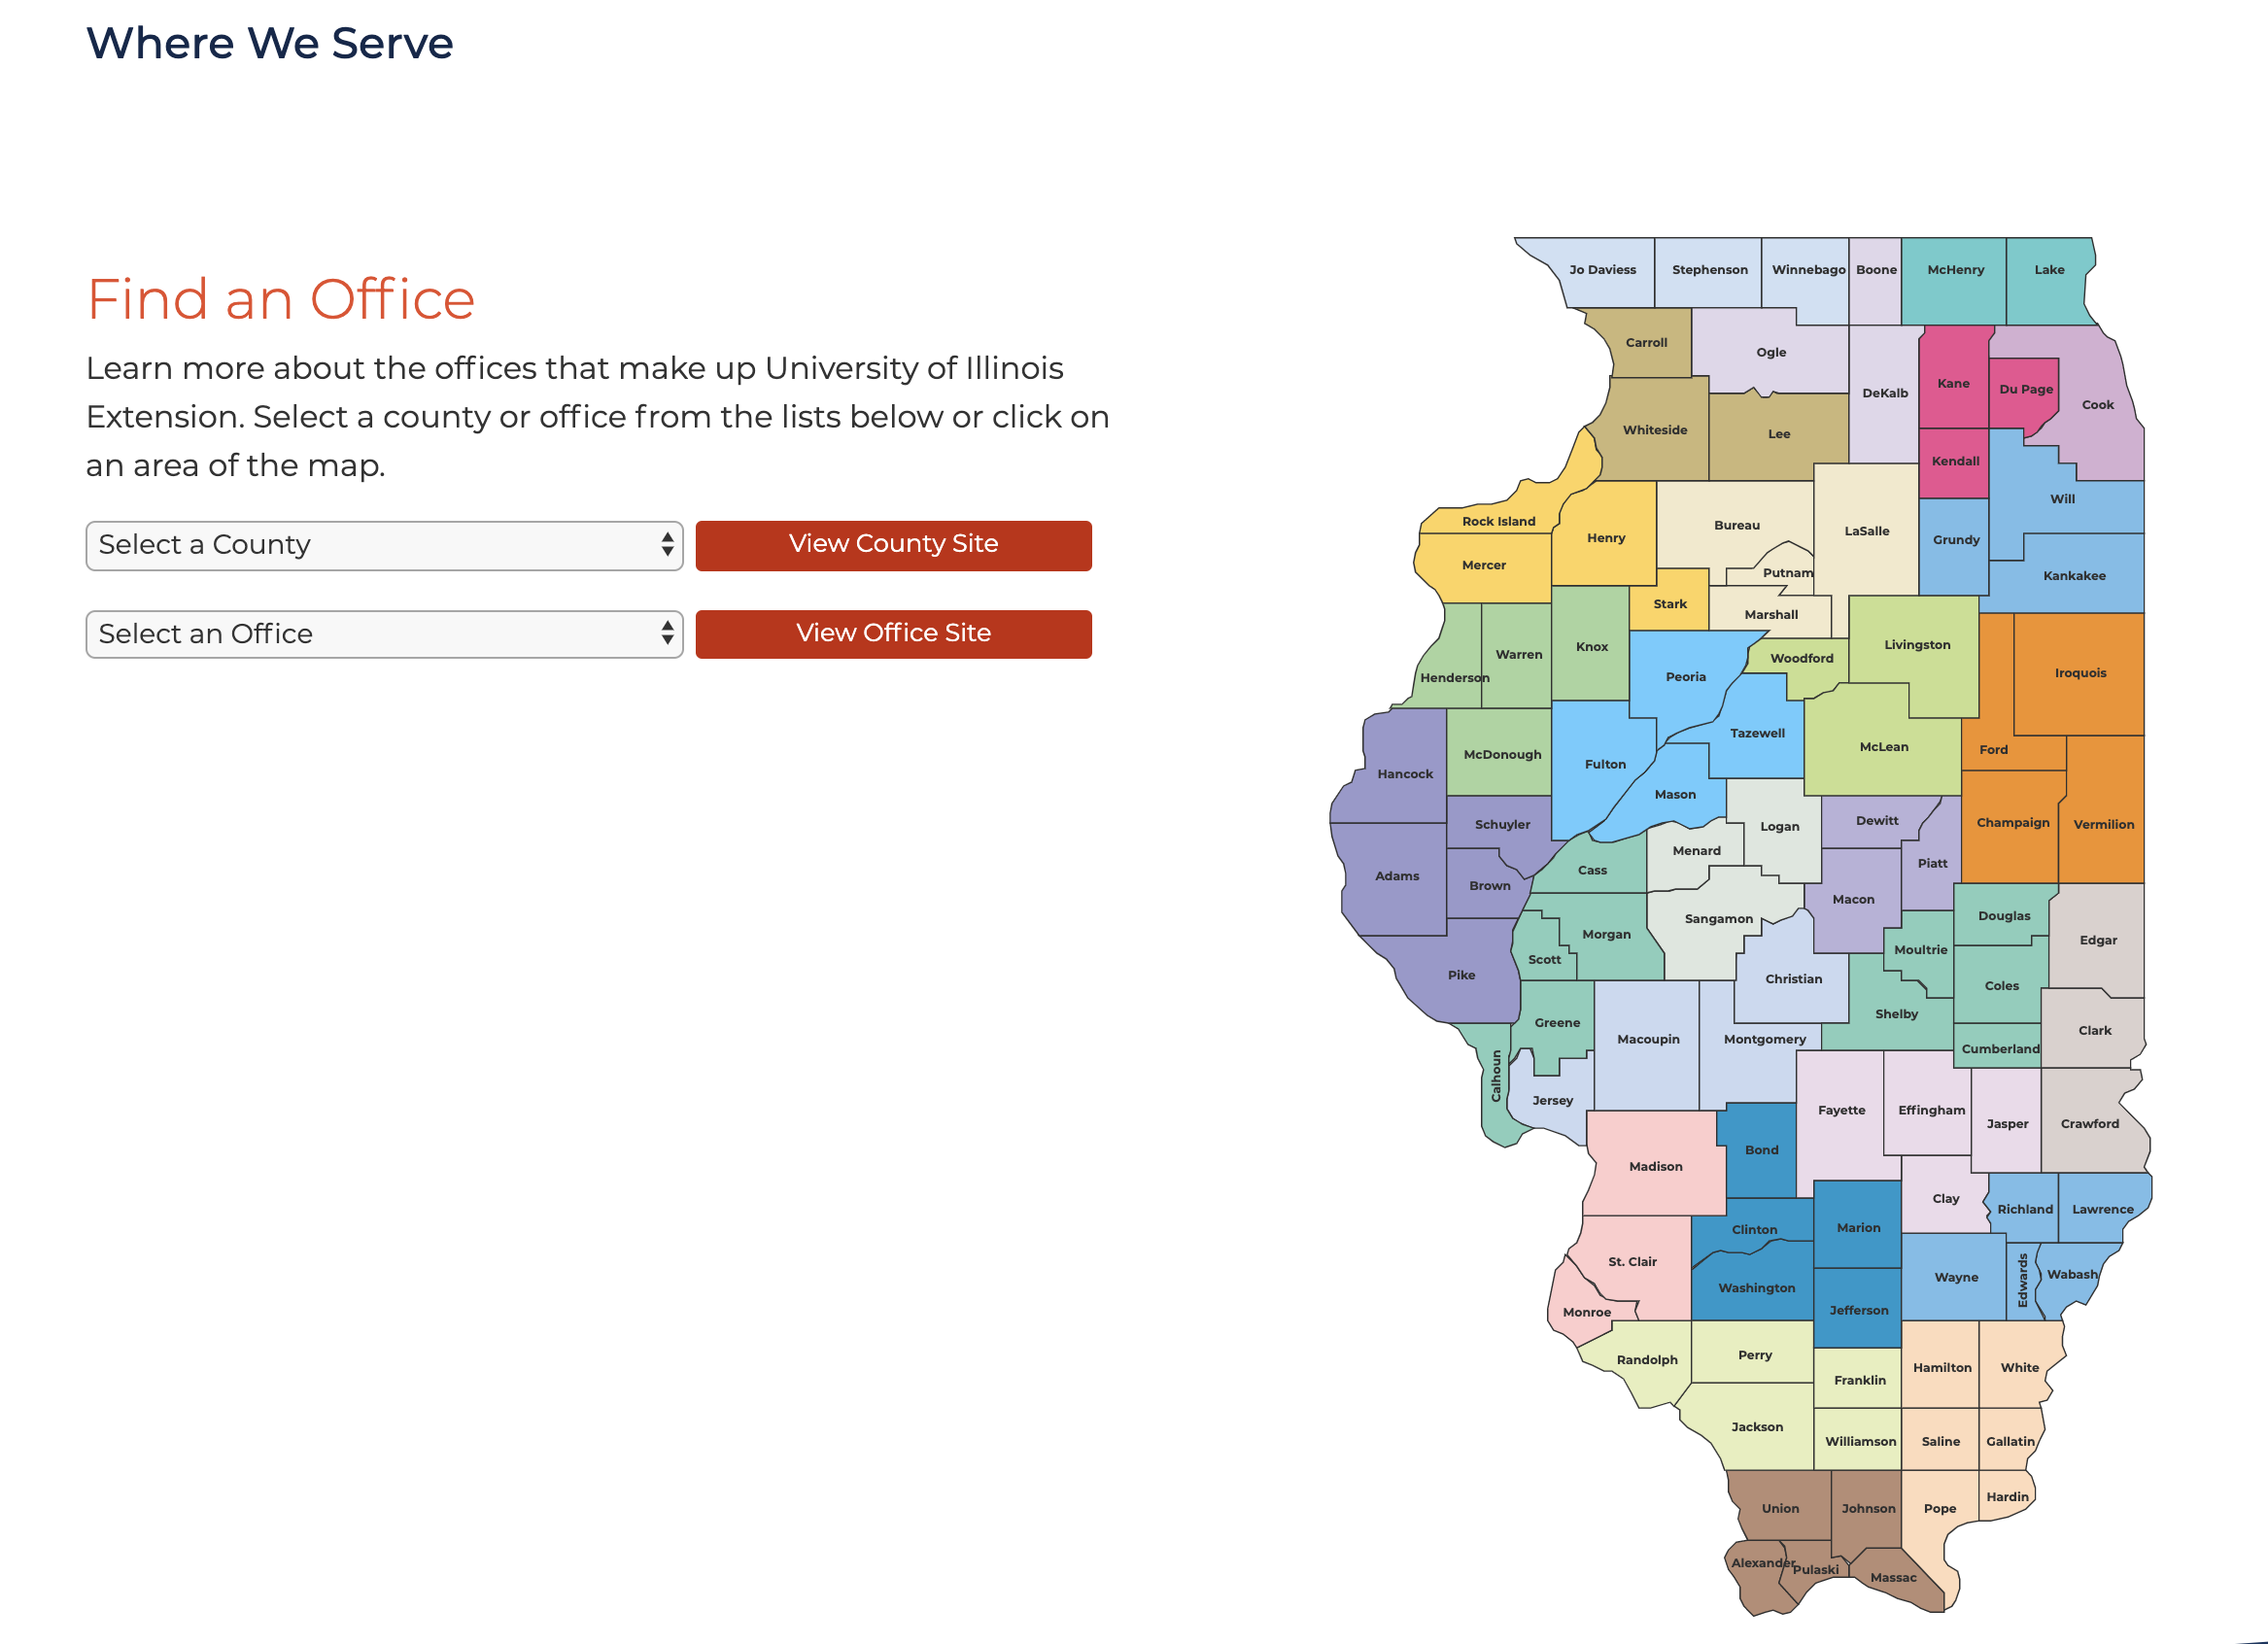 Where We Serve
Find an Office
Learn more about the offices that make up University of Illinois
Extension. Select a county or office from the lists below or click on
an area of the map.
Select a County
View County Site
Select an Office
View Office Site
Jo Daviess
Stephenson
Winnebago
Boone
McHenry
Lake
Carroll
Ogle
DeKalb
Kane
Du Page
Cook
Whiteside
Lee
Kendall
Will
Rock Island
Henry
Bureau
LaSalle
Grundy
Mercer
Putnam
Kankakee
Stark
Marshall
Henderson
Warren
Knox
Peoria
Woodford
Livingston
Iroquois
Hancock
McDonough
Fulton
Tazewell
McLean
Ford
Mason
Schuyler
Logan
Dewitt
Champaign
Vermilion
Adams
Brown
Cass
Menard
Piatt
Macon
Pike
Scott
Morgan
Sangamon
Christian
Moultrie
Douglas
Edgar
Coles
Shelby
Calhoun
Greene
Macoupin
Montgomery
Cumberland
Clark
Jersey
Fayette
Effingham
Jasper
Crawford
Madison
Bond
Clay
Richland
Lawrence
Clinton
Marion
St. Clair
Washington
Wayne
Edwards
Wabash
Monroe
Jefferson
Randolph
Perry
Franklin
Hamilton
White
Jackson
Williamson
Saline
Gallatin
Union
Johnson
Pope
Hardin
Alexander
Pulaski
Massac